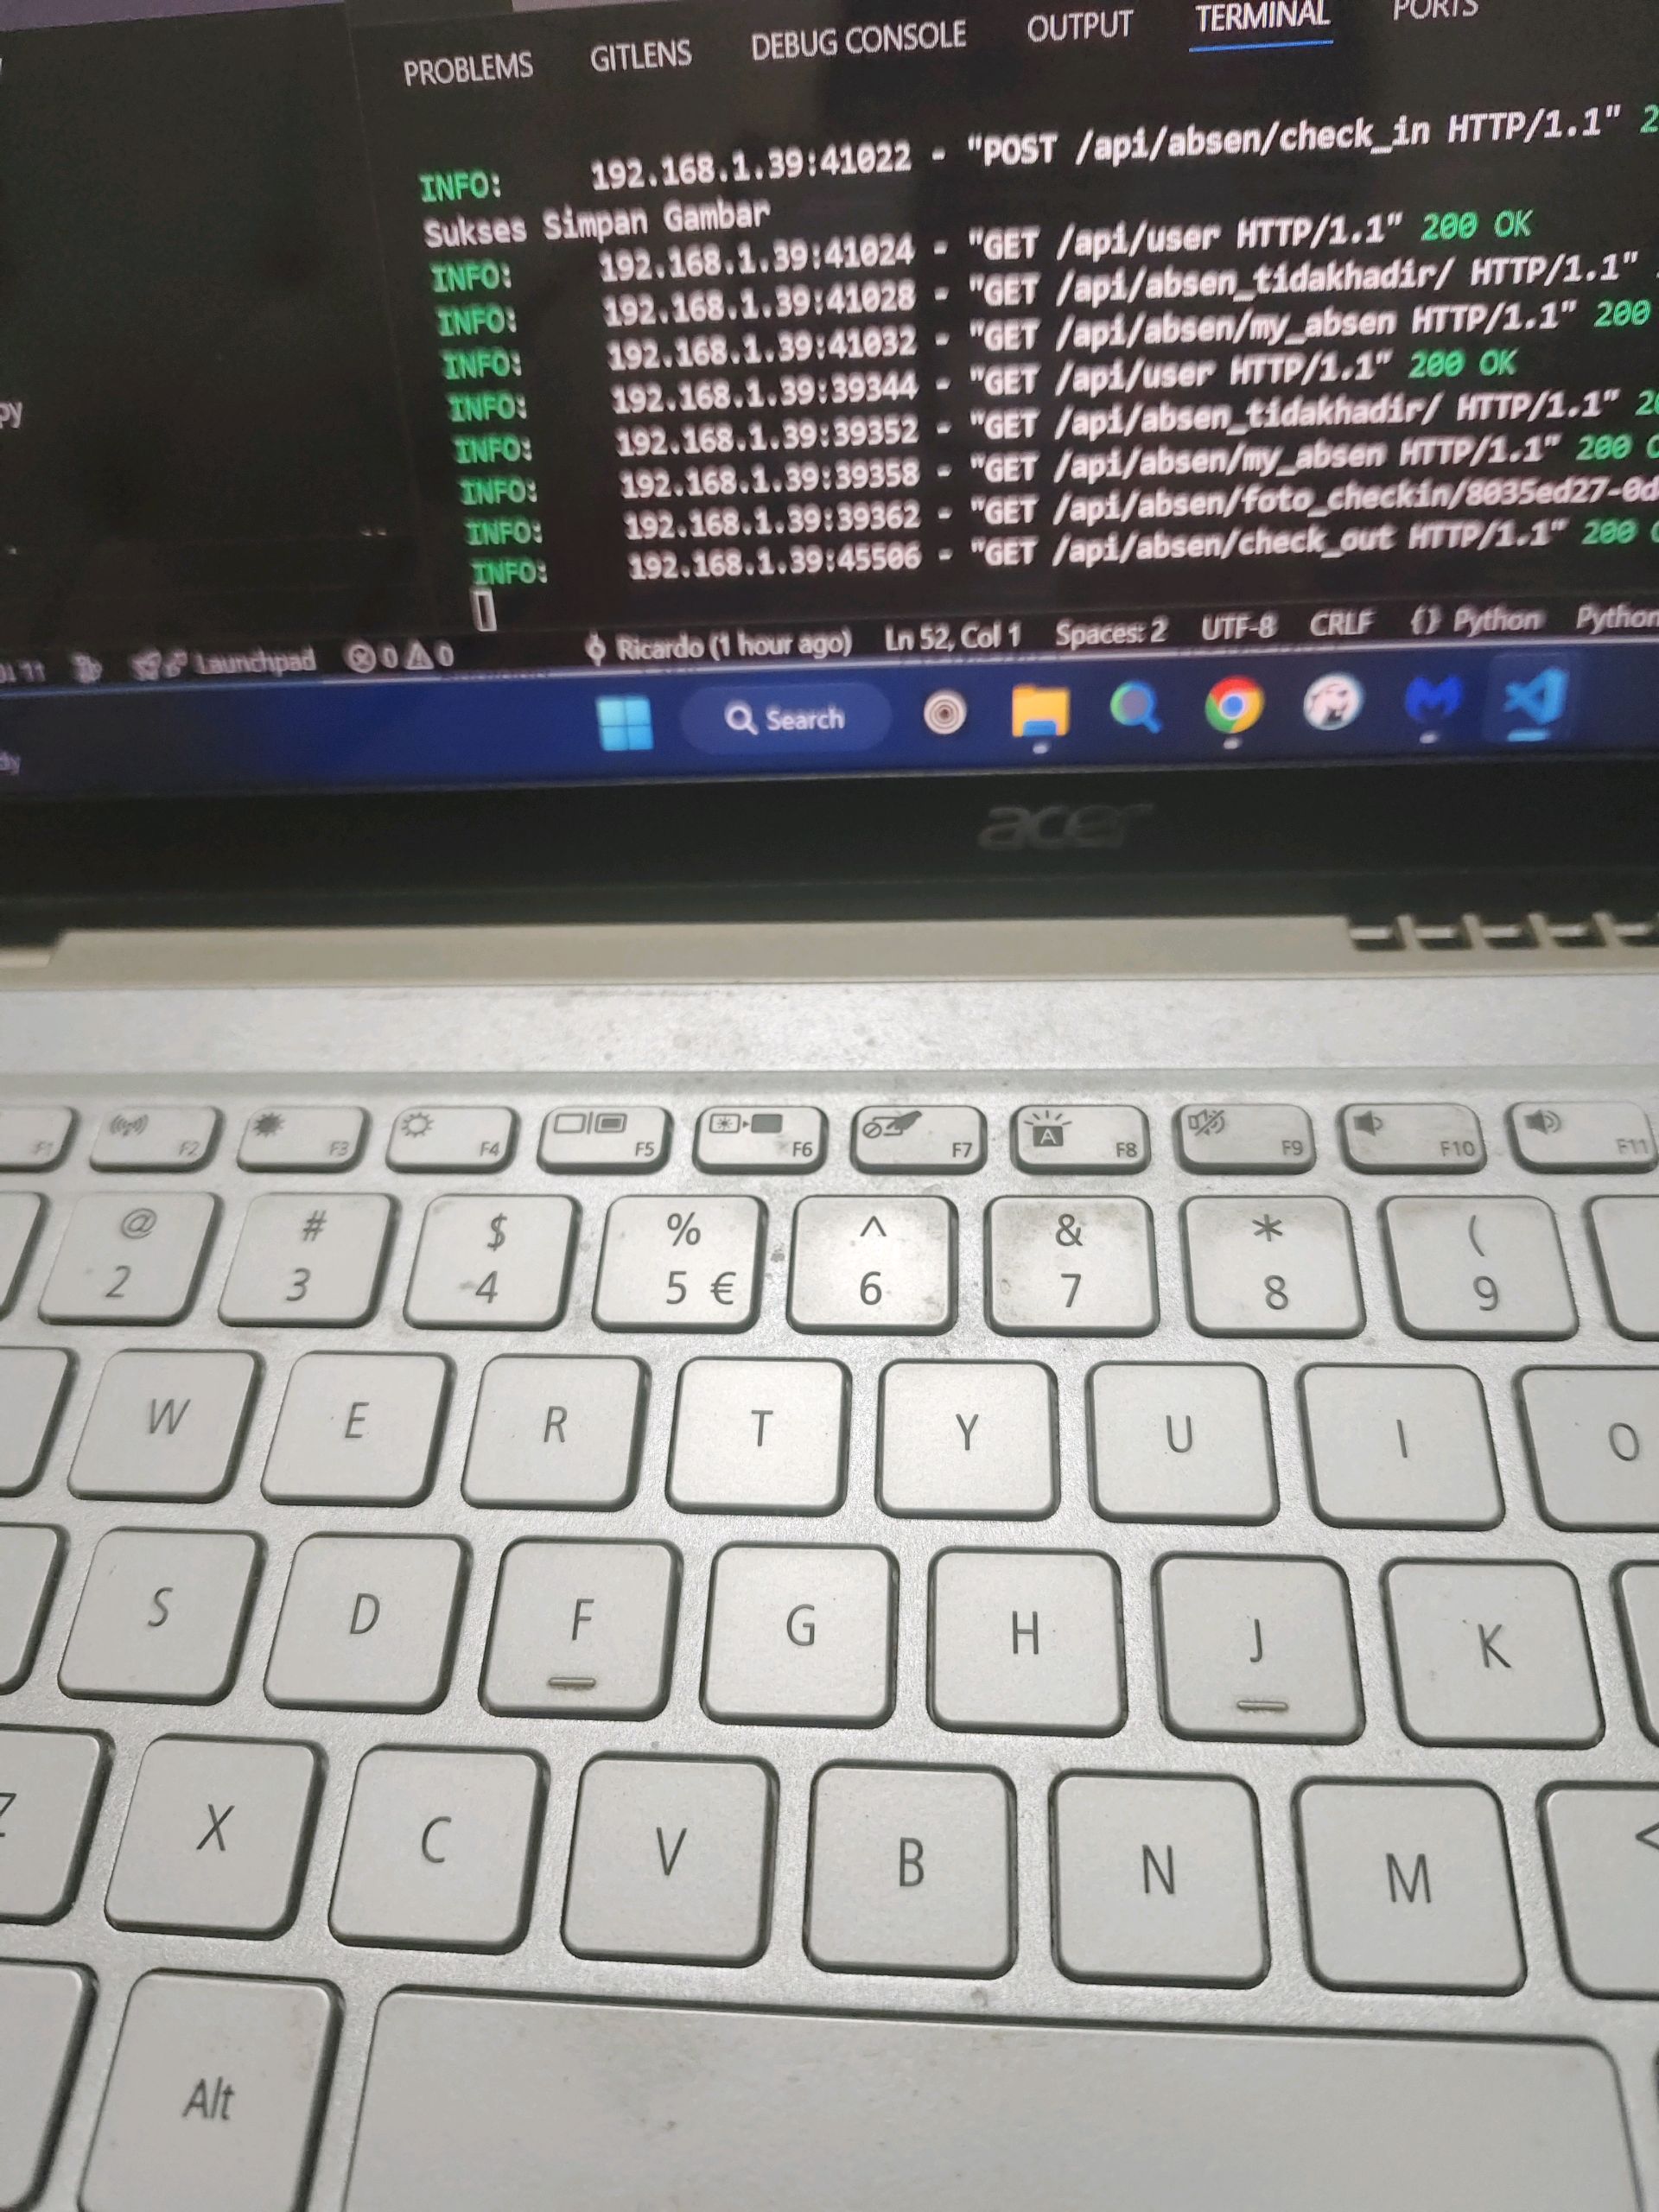 PROBLEMS GITLENS DEBUG CONSOLE OUTPUT TERMINAL PORTS
INFO: 192.168.1.39:41022 - "POST /api/absen/check_in HTTP/1.1" 2
Sukses Simpan Gambar
INFO: 192.168.1.39:41024 - "GET /api/user HTTP/1.1" 200 OK
INFO: 192.168.1.39:41028 - "GET /api/absen_tidakhadir/ HTTP/1.1"
INFO: 192.168.1.39:41032 - "GET /api/absen/my_absen HTTP/1.1" 200
INFO: 192.168.1.39:39344 - "GET /api/user HTTP/1.1" 200 OK
INFO: 192.168.1.39:39352 - "GET /api/absen_tidakhadir/ HTTP/1.1" 20
INFO: 192.168.1.39:39358 - "GET /api/absen/my_absen HTTP/1.1" 200 O
INFO: 192.168.1.39:39362 - "GET /api/absen/foto_checkin/8035ed27-0d
INFO: 192.168.1.39:45506 - "GET /api/absen/check_out HTTP/1.1" 200 O
py
Launchpad 0 0 Ricardo (1 hour ago) Ln 52, Col 1 Spaces: 2 UTF-8 CRLF {} Python Python
Search
acer
F1 F2 F3 F4 F5 F6 F7 A F8 F9 F10 F11
@ # $ % ^ & * (
2 3 4 5 € 6 7 8 9
W E R T Y U I O
S D F G H J K
Z X C V B N M <
Alt